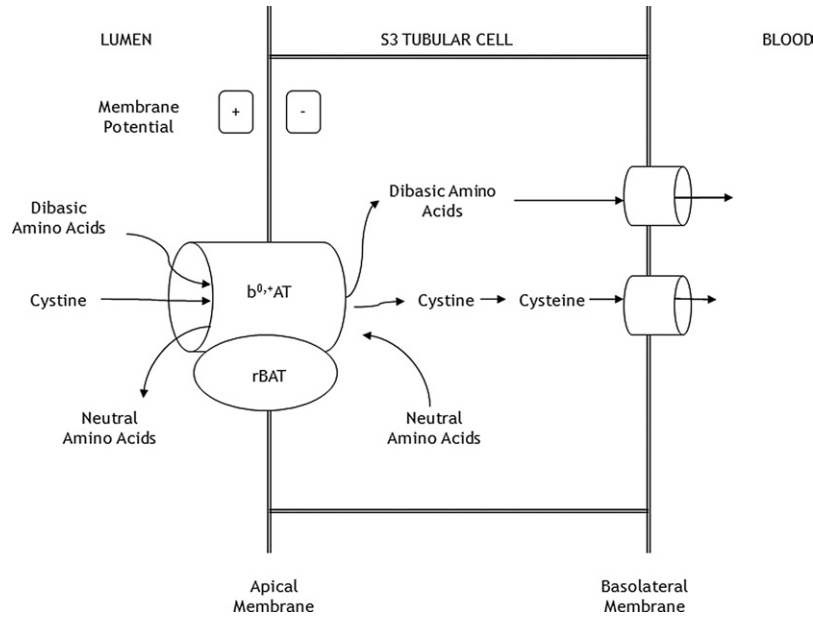 LUMEN
S3 TUBULAR CELL
BLOOD
Membrane
Potential
+
-
Dibasic
Amino Acids
Dibasic Amino
Acids
b⁰,⁺AT
Cystine
Cystine
Cysteine
rBAT
Neutral
Amino Acids
Neutral
Amino Acids
Apical
Membrane
Basolateral
Membrane